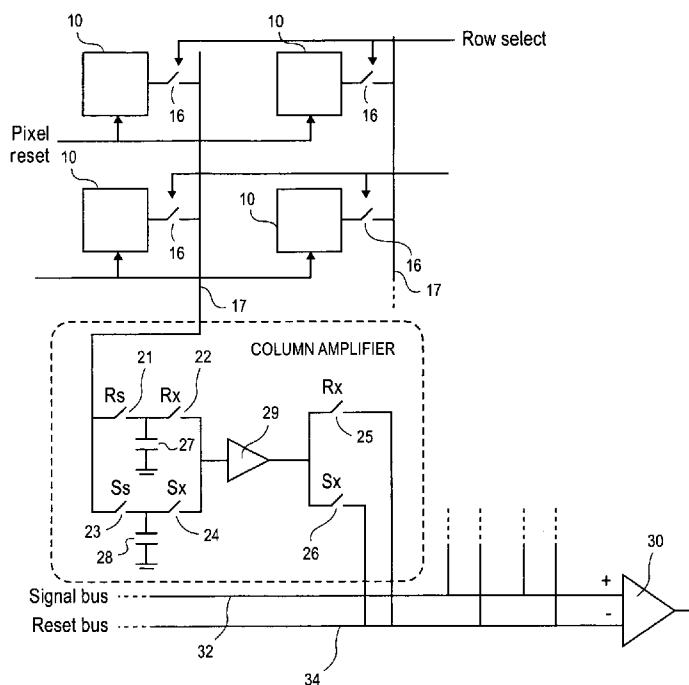 10
10
Row select
16
16
Pixel
reset
10
10
16
16
17
17
COLUMN AMPLIFIER
21
22
Rs
Rx
29
Rx
27
25
Ss
Sx
Sx
23
24
26
28
30
+
-
Signal bus
Reset bus
32
34